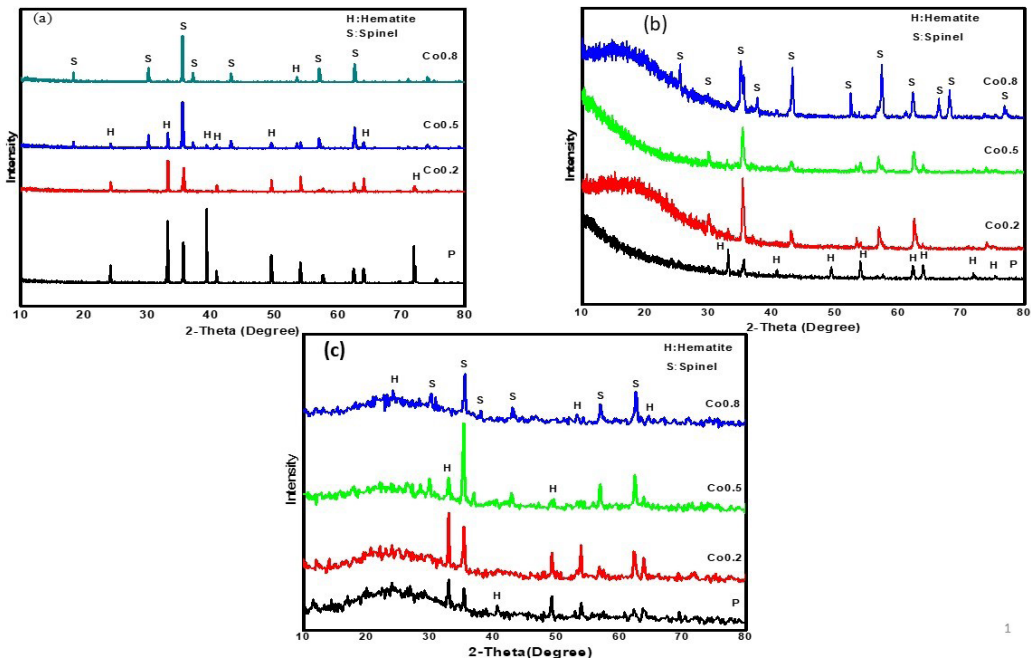 (a)
H:Hematite
S:Spinel
S S S S S H S S
Co0.8
H H H H H H
Co0.5
H
Co0.2
P
Intensity
10 20 30 40 50 60 70 80
2-Theta (Degree)
(b)
H:Hematite
S:Spinel
S S S S S S S S S S S
Co0.8
Co0.5
Co0.2
H H H H H H H H
P
Intensity
10 20 30 40 50 60 70 80
2-Theta (Degree)
(c)
H:Hematite
S:Spinel
H S S S S H S S H
Co0.8
H H
Co0.5
Co0.2
H
P
Intensity
10 20 30 40 50 60 70 80
2-Theta(Degree)
1